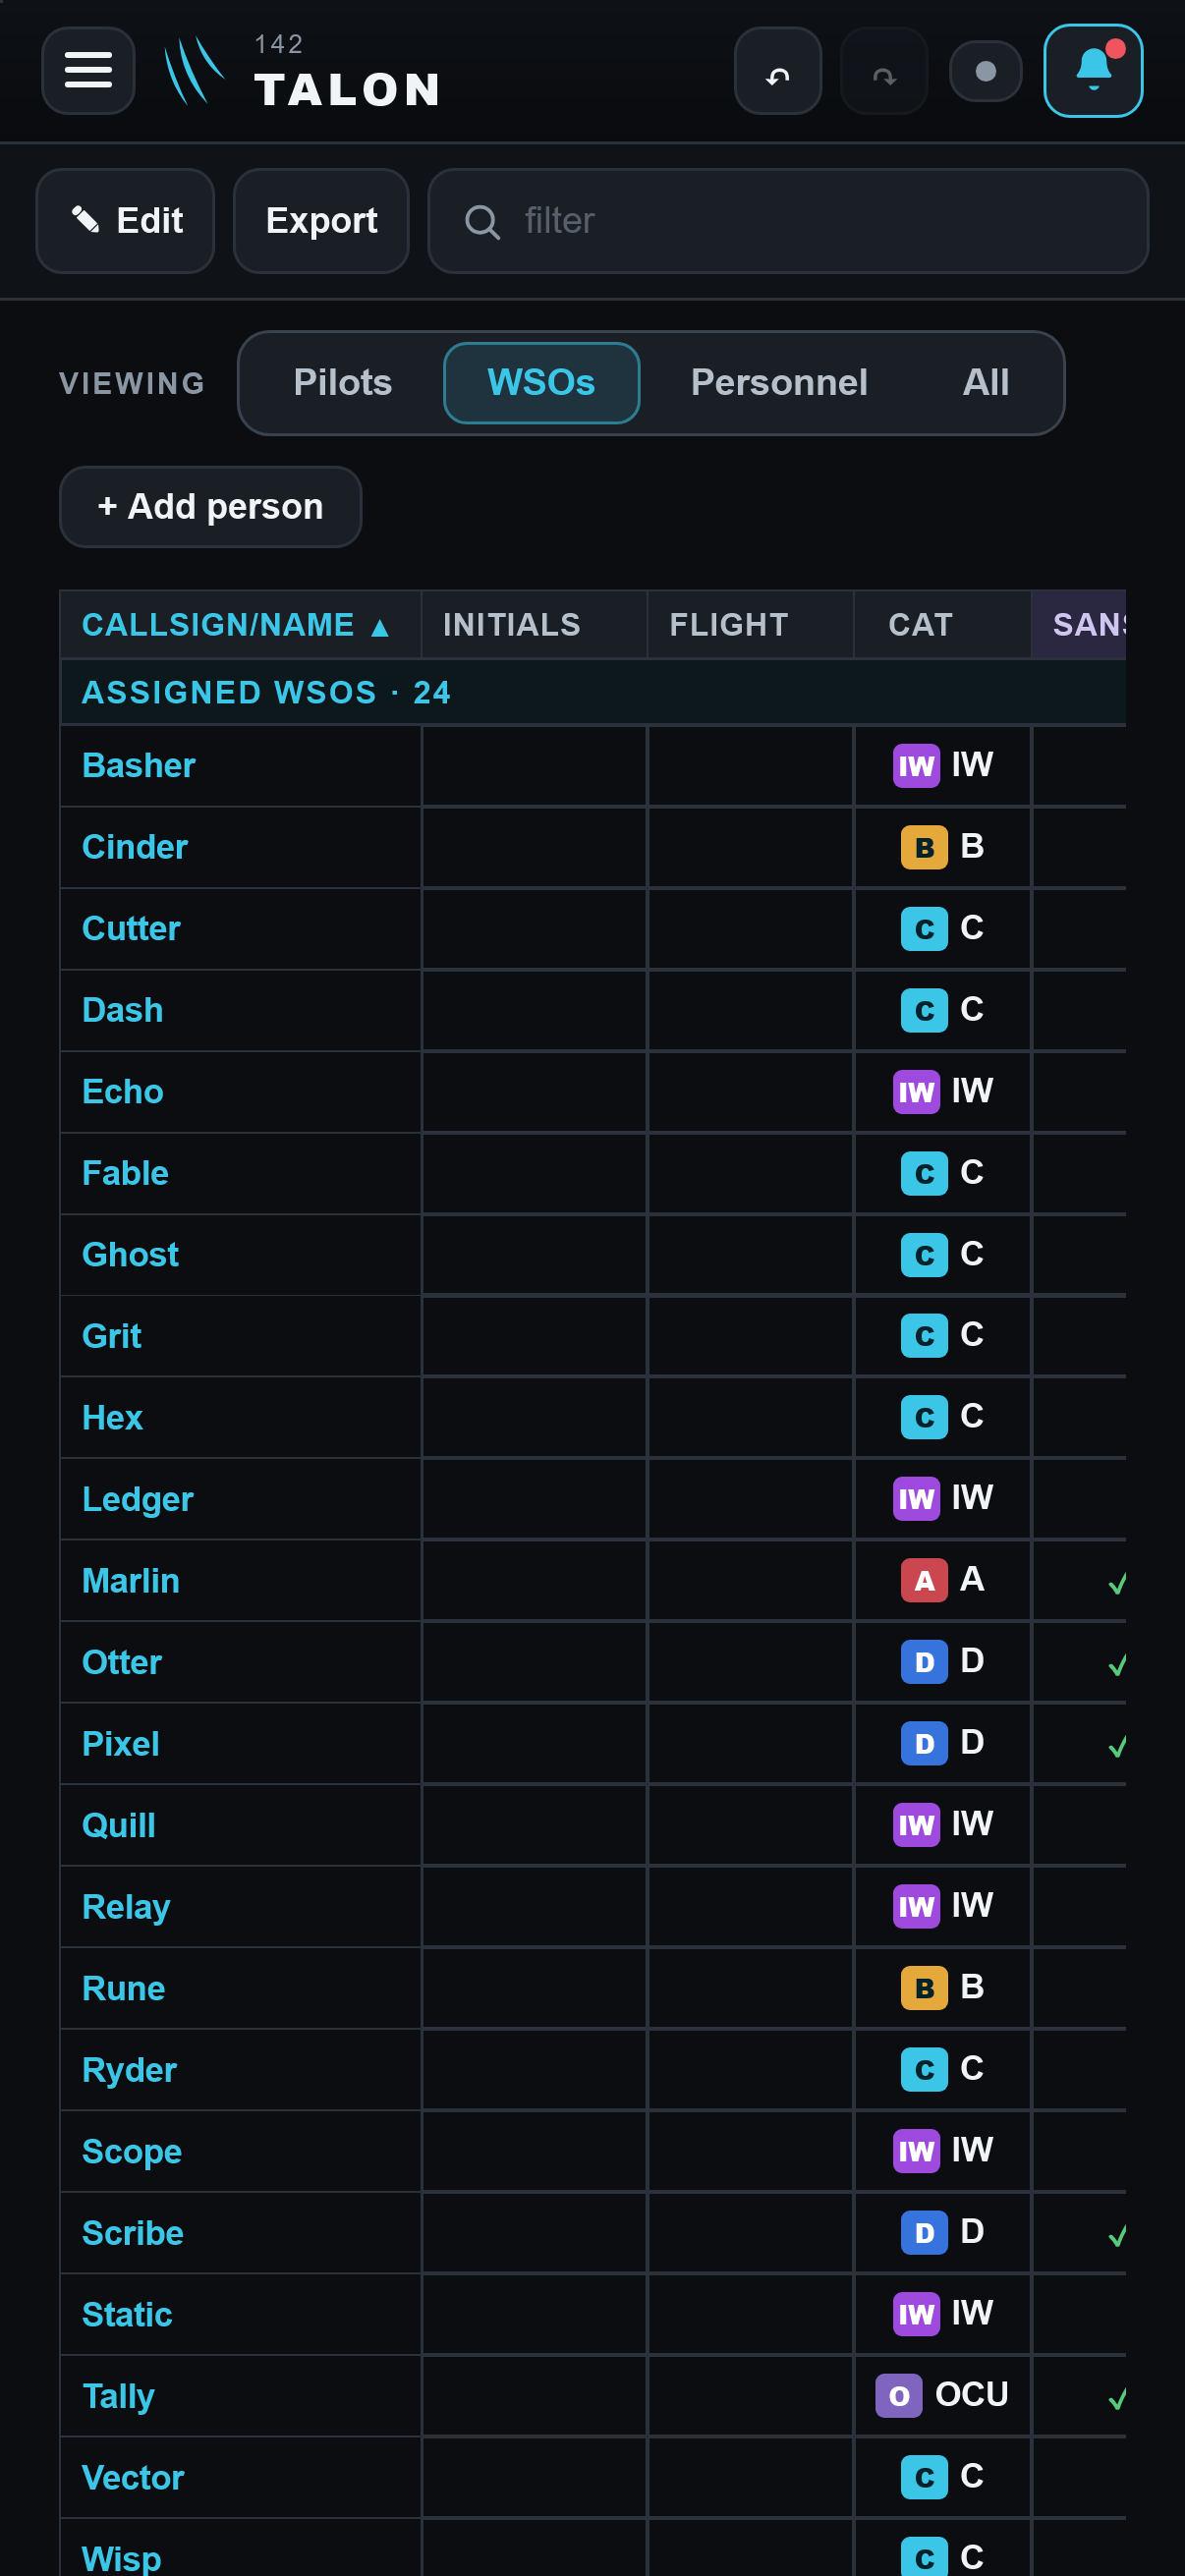 142
TALON
Edit
Export
filter
VIEWING
Pilots
WSOs
Personnel
All
+ Add person
CALLSIGN/NAME ▲ INITIALS FLIGHT CAT SANS
ASSIGNED WSOS · 24
Basher IW IW
Cinder B B
Cutter C C
Dash C C
Echo IW IW
Fable C C
Ghost C C
Grit C C
Hex C C
Ledger IW IW
Marlin A A ✓
Otter D D ✓
Pixel D D ✓
Quill IW IW
Relay IW IW
Rune B B
Ryder C C
Scope IW IW
Scribe D D ✓
Static IW IW
Tally O OCU ✓
Vector C C
Wisp C C